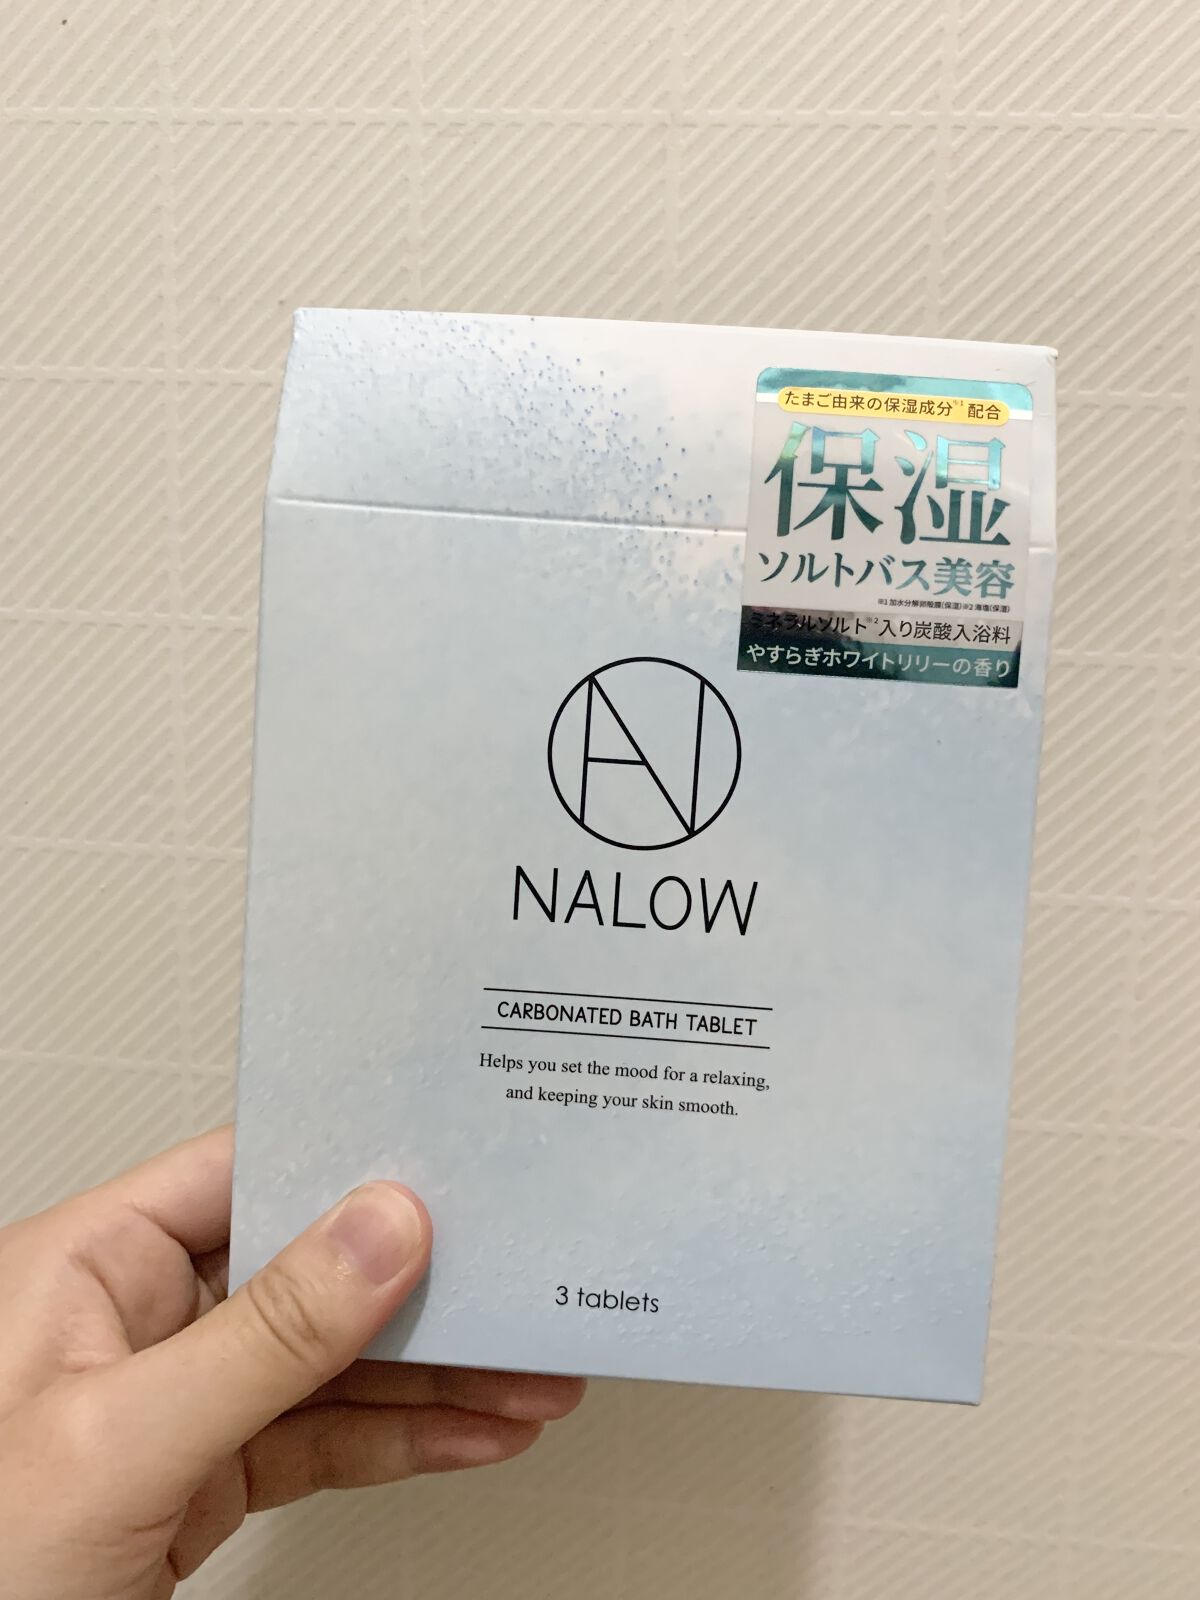 たまご由来の保湿成分※1 配合
保湿
ソルトバス美容
※1 加水分解卵殻膜(保湿)※2 海塩(保湿)
ミネラルソルト※2入り炭酸入浴料
やすらぎホワイトリリーの香り
NALOW
CARBONATED BATH TABLET
Helps you set the mood for a relaxing,
and keeping your skin smooth.
3 tablets